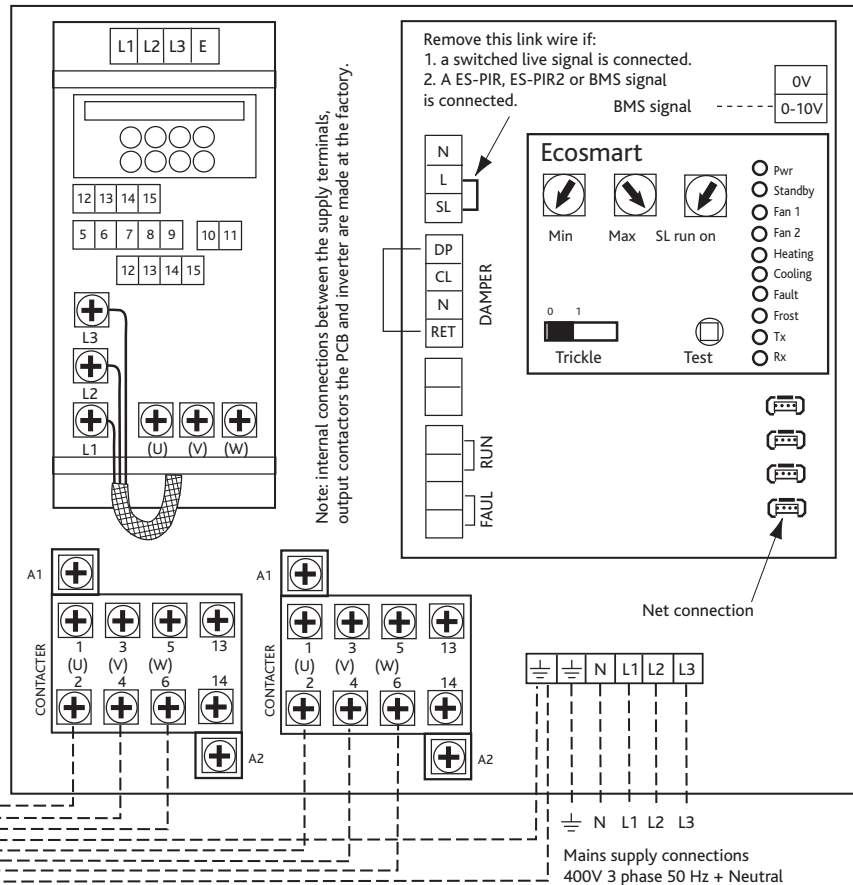 L1 L2 L3 E
12 13 14 15
5 6 7 8 9 10 11
12 13 14 15
L3
L2
L1
(U) (V) (W)
Note: internal connections between the supply terminals,
output contactors the PCB and inverter are made at the factory.
Remove this link wire if:
1. a switched live signal is connected.
2. A ES-PIR, ES-PIR2 or BMS signal
is connected.
BMS signal
0V
0-10V
N
L
SL
DP
CL
N
RET
DAMPER
RUN
FAUL
Ecosmart
Min Max SL run on
0 1
Trickle
Test
Pwr
Standby
Fan 1
Fan 2
Heating
Cooling
Fault
Frost
Tx
Rx
Net connection
A1
CONTACTER
1 3 5 13
(U) (V) (W)
2 4 6 14
A2
A1
CONTACTER
1 3 5 13
(U) (V) (W)
2 4 6 14
A2
N L1 L2 L3
N L1 L2 L3
Mains supply connections
400V 3 phase 50 Hz + Neutral